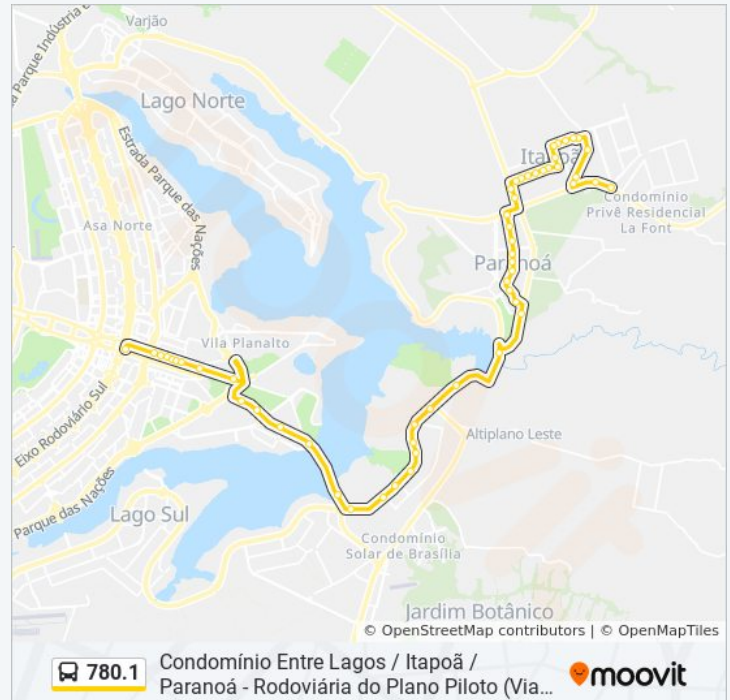 Varjão
a Parque Indústria e
Lago Norte
Estrada Parque das Nações
Itapoã
Asa Norte
Condomínio
Privê Residencial
La Font
Paranoá
Vila Planalto
Eixo Rodoviário Sul
Altiplano Leste
Parque das Nações
Lago Sul
Condomínio
Solar de Brasília
Jardim Botânico
© OpenStreetMap contributors | © OpenMapTiles
780.1
Condomínio Entre Lagos / Itapoã /
Paranoá - Rodoviária do Plano Piloto (Via...
moovit